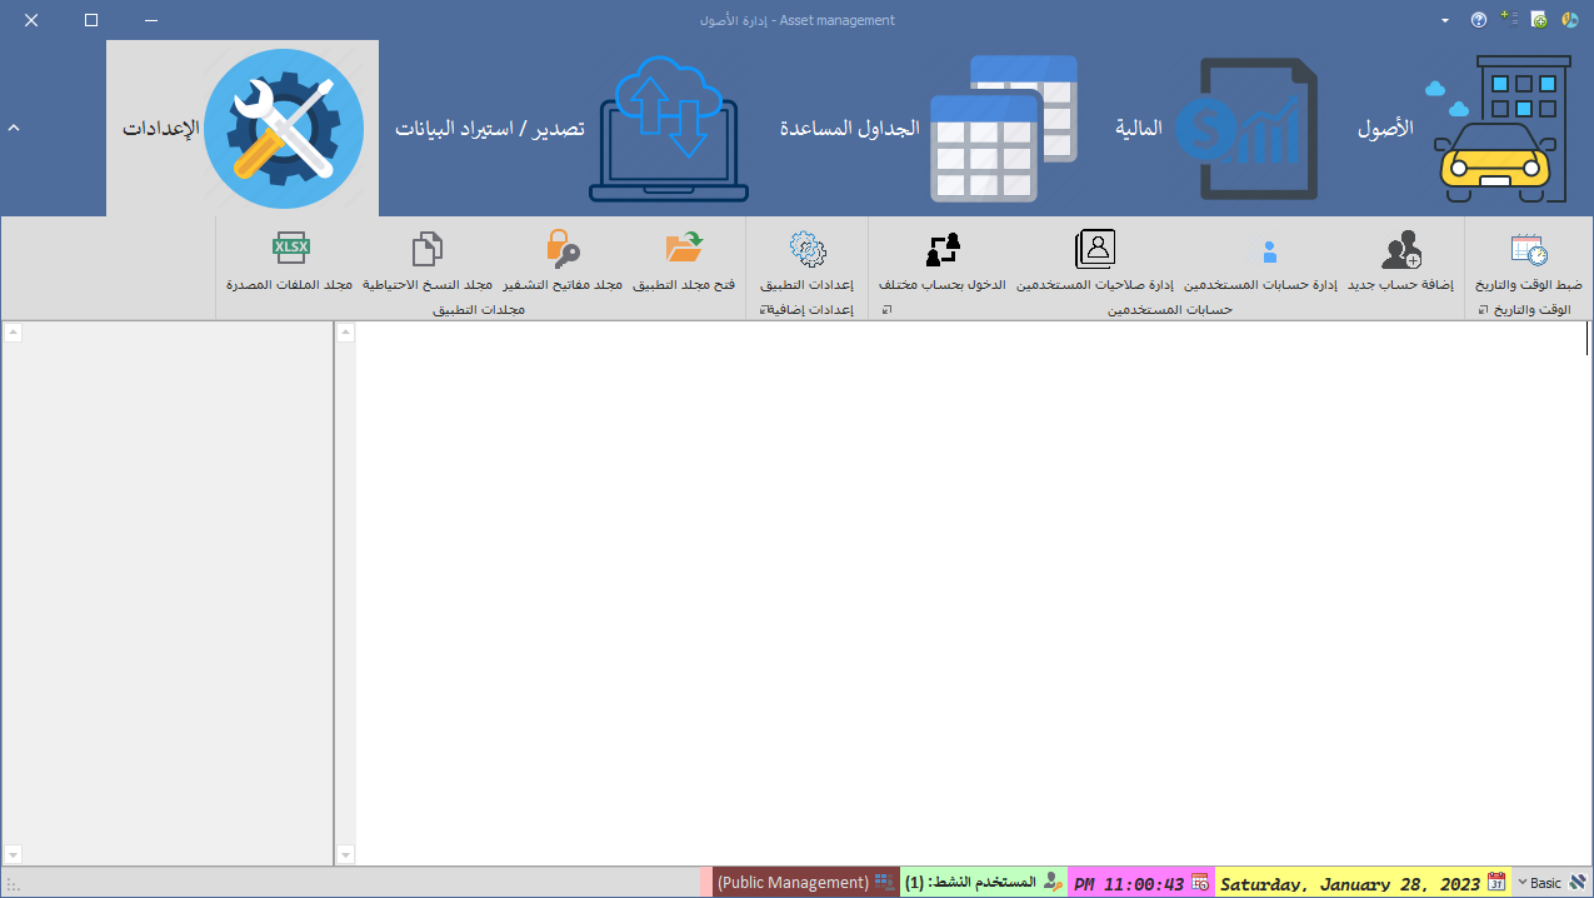 إدارة الأصول - Asset management
الأصول
المالية
الجداول المساعدة
تصدير / استيراد البيانات
الإعدادات
ضبط الوقت والتاريخ
إضافة حساب جديد
إدارة حسابات المستخدمين
إدارة صلاحيات المستخدمين
الدخول بحساب مختلف
إعدادات التطبيق
فتح مجلد التطبيق
مجلد مفاتيح التشفير
مجلد النسخ الاحتياطية
XLSX
مجلد الملفات المصدرة
الوقت والتاريخ
حسابات المستخدمين
إعدادات إضافية
مجلدات التطبيق
Basic
31
Saturday, January 28, 2023
PM 11:00:43
المستخدم النشط: (1)
(Public Management)